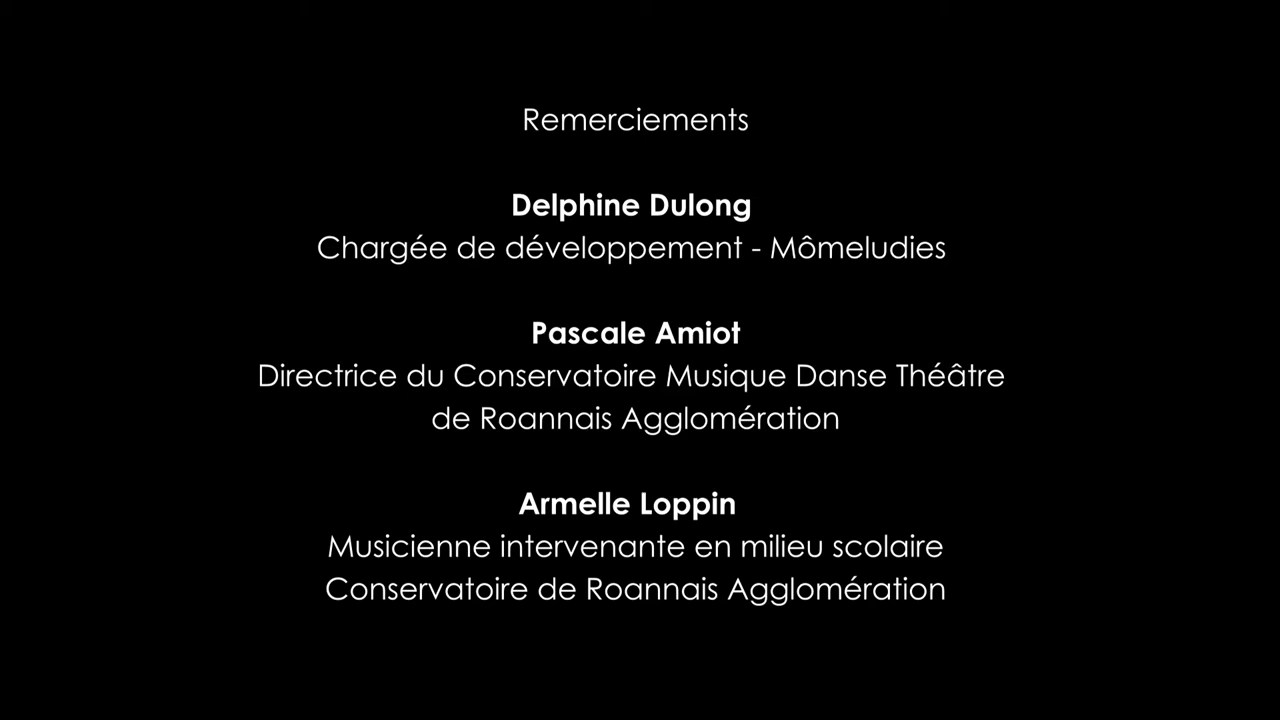 Remerciements
Delphine Dulong
Chargée de développement - Mômeludies
Pascale Amiot
Directrice du Conservatoire Musique Danse Théâtre
de Roannais Agglomération
Armelle Loppin
Musicienne intervenante en milieu scolaire
Conservatoire de Roannais Agglomération